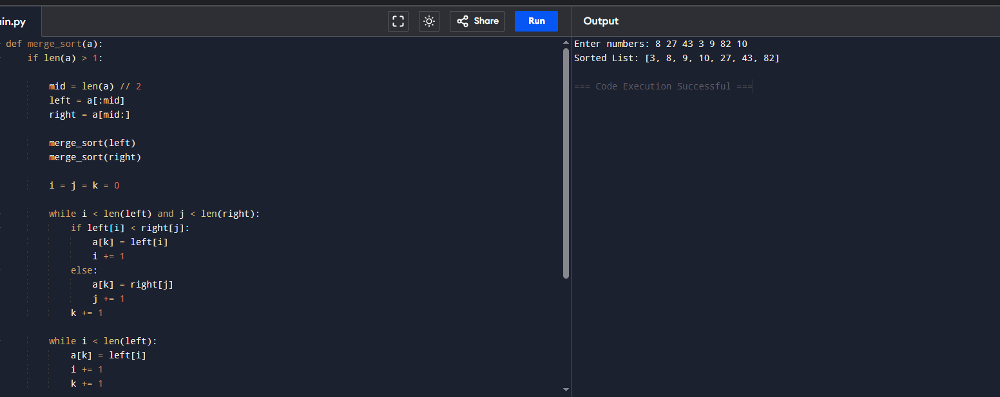 in.py
Share
Run
Output
def merge_sort(a):
if len(a) > 1:
mid = len(a) // 2
left = a[:mid]
right = a[mid:]
merge_sort(left)
merge_sort(right)
i = j = k = 0
while i < len(left) and j < len(right):
if left[i] < right[j]:
a[k] = left[i]
i += 1
else:
a[k] = right[j]
j += 1
k += 1
while i < len(left):
a[k] = left[i]
i += 1
k += 1
Enter numbers: 8 27 43 3 9 82 10
Sorted List: [3, 8, 9, 10, 27, 43, 82]
=== Code Execution Successful ===